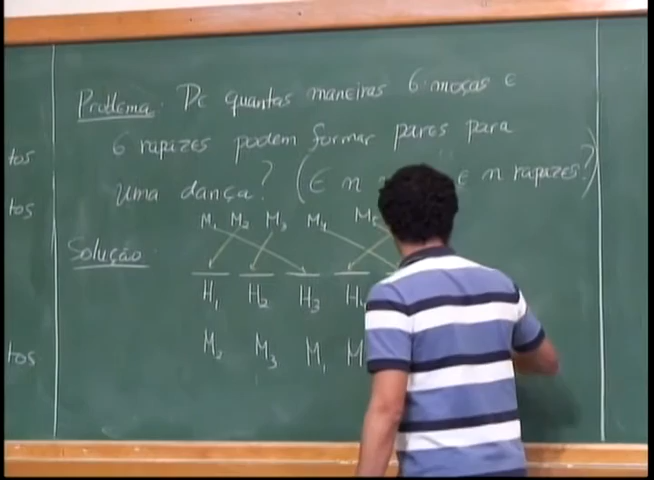 tos
tos
tos
Problema: De quantas maneiras 6 moças e
6 rapazes podem formar pares para
uma dança? (E n e n rapazes?)
Solução
M₁ M₂ M₃ M₄ M₅
H₁ H₂ H₃ H
M₂ M₃ M₁ M